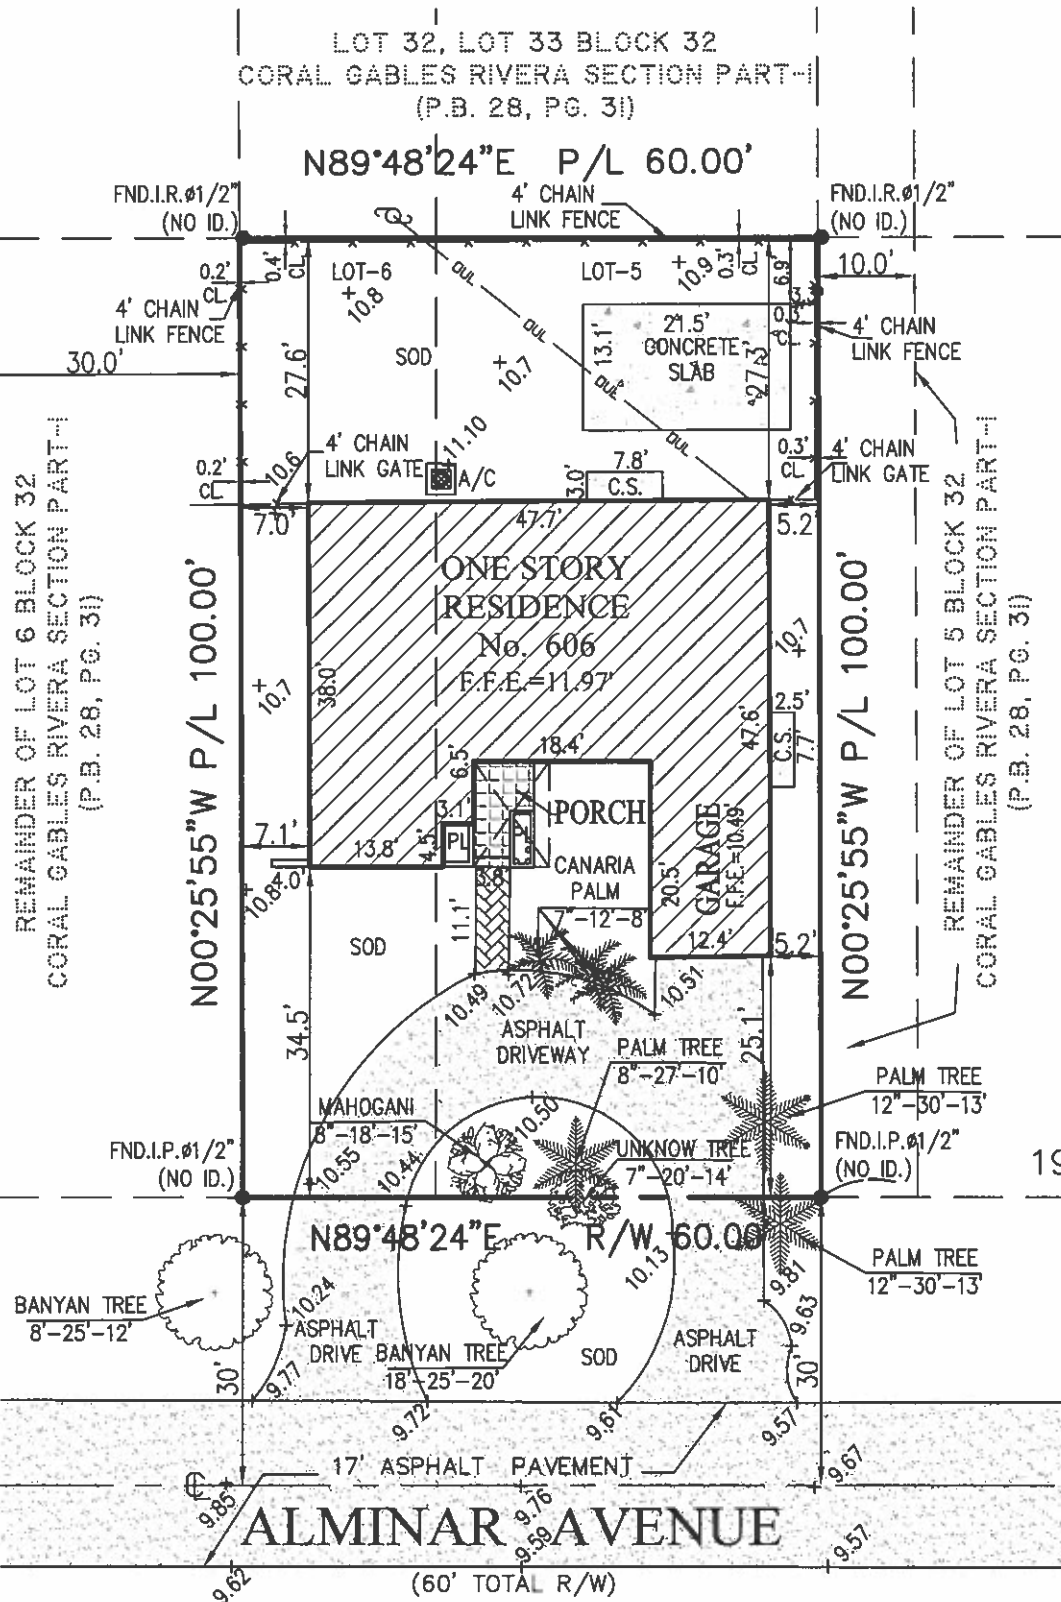 LOT 32, LOT 33 BLOCK 32
CORAL GABLES RIVERA SECTION PART-I
(P.B. 28, PG. 31)
N89°48'24"E P/L 60.00'
FND.I.R.ø1/2"
(NO ID.)
4' CHAIN
LINK FENCE
FND.I.R.ø1/2"
(NO ID.)
0.2'
CL
0.4'
CL
LOT-6
10.8
OUL
LOT-5
10.9
0.3'
CL
6.9'
10.0'
4' CHAIN
LINK FENCE
30.0'
27.6'
SOD
10.7
OUL
13.1'
21.5'
CONCRETE
SLAB
27.3'
0.3'
CL
4' CHAIN
LINK FENCE
OUL
OUL
4' CHAIN
LINK GATE
11.10
A/C
0.2'
CL
10.6
7.8'
3.0'
C.S.
0.3'
CL
4' CHAIN
LINK GATE
7.0'
47.7'
5.2'
REMAINDER OF LOT 6 BLOCK 32
CORAL GABLES RIVERA SECTION PART-I
(P.B. 28, PG. 31)
N00°25'55"W P/L 100.00'
ONE STORY
RESIDENCE
No. 606
F.F.E.=11.97'
10.7
38.0'
10.7
47.6'
2.5'
C.S.
7.7'
N00°25'55"W P/L 100.00'
REMAINDER OF LOT 5 BLOCK 32
CORAL GABLES RIVERA SECTION PART-I
(P.B. 28, PG. 31)
6.5'
18.4'
PORCH
3.1'
PL
4.5'
PL
7.1'
13.8'
4.0'
10.8
3.8'
CANARIA
PALM
7"-12'-8'
20.5'
GARAGE
F.F.E.=10.49'
12.4'
5.2'
11.1'
SOD
10.49
10.72
10.51
34.5'
ASPHALT
DRIVEWAY
25.1'
PALM TREE
8"-27'-10'
PALM TREE
12"-30'-13'
MAHOGANI
8"-18'-15'
10.50
UNKNOW TREE
7"-20'-14'
FND.I.P.ø1/2"
(NO ID.)
10.55
10.44
FND.I.P.ø1/2"
(NO ID.)
19
N89°48'24"E R/W 60.00'
10.13
PALM TREE
12"-30'-13'
BANYAN TREE
8'-25'-12'
10.24
9.81
9.63
ASPHALT
DRIVE
BANYAN TREE
18'-25'-20'
SOD
ASPHALT
DRIVE
30'
9.77
9.72
9.61
9.57
30'
17' ASPHALT PAVEMENT
9.67
9.85
9.76
ALMINAR AVENUE
9.59
9.57
9.62
(60' TOTAL R/W)